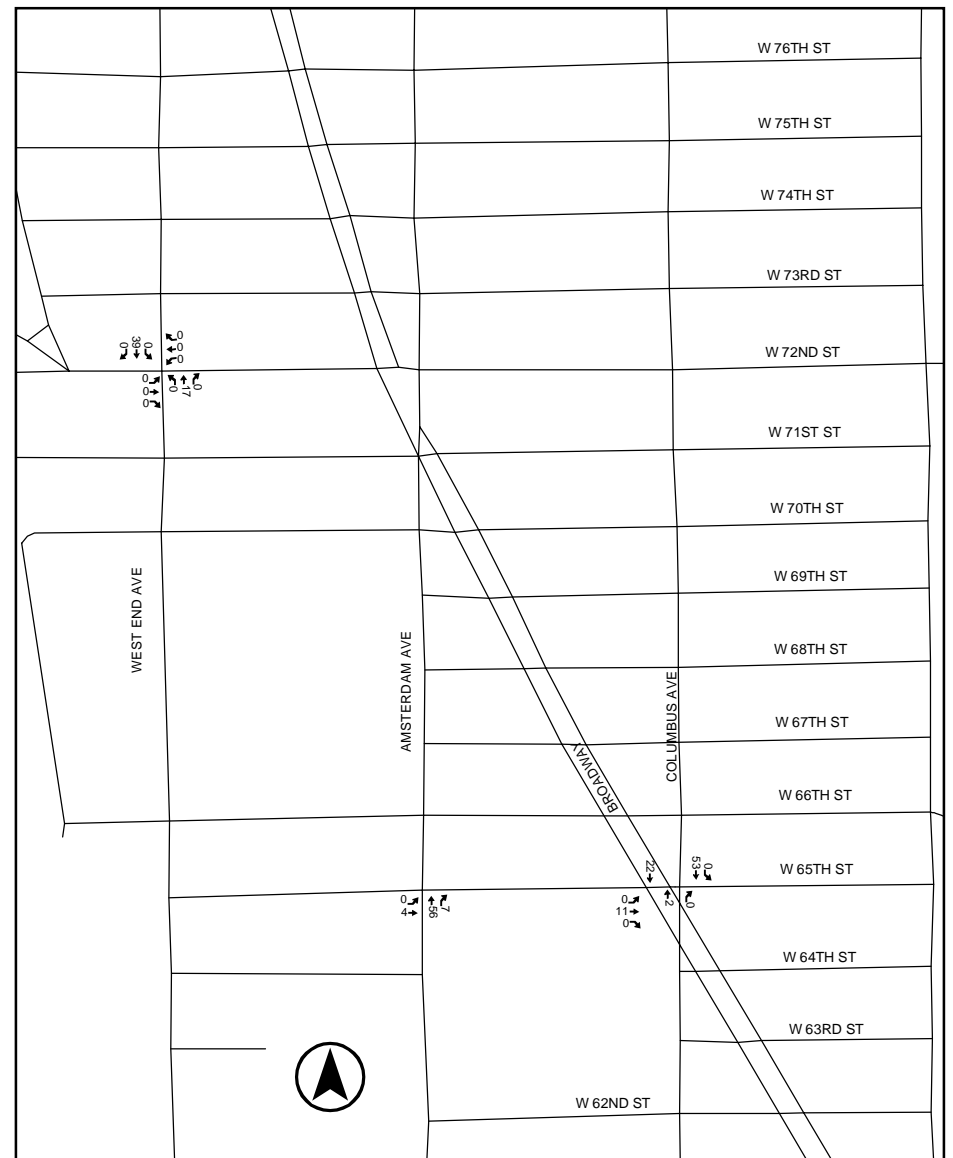 W 76TH ST
W 75TH ST
W 74TH ST
W 73RD ST
0
39
0
0
0
0
W 72ND ST
0
0
0
0
17
0
W 71ST ST
W 70TH ST
WEST END AVE
W 69TH ST
AMSTERDAM AVE
W 68TH ST
COLUMBUS AVE
W 67TH ST
BROADWAY
W 66TH ST
22
53
0
W 65TH ST
0
4
56
7
0
11
0
2
0
W 64TH ST
W 63RD ST
W 62ND ST